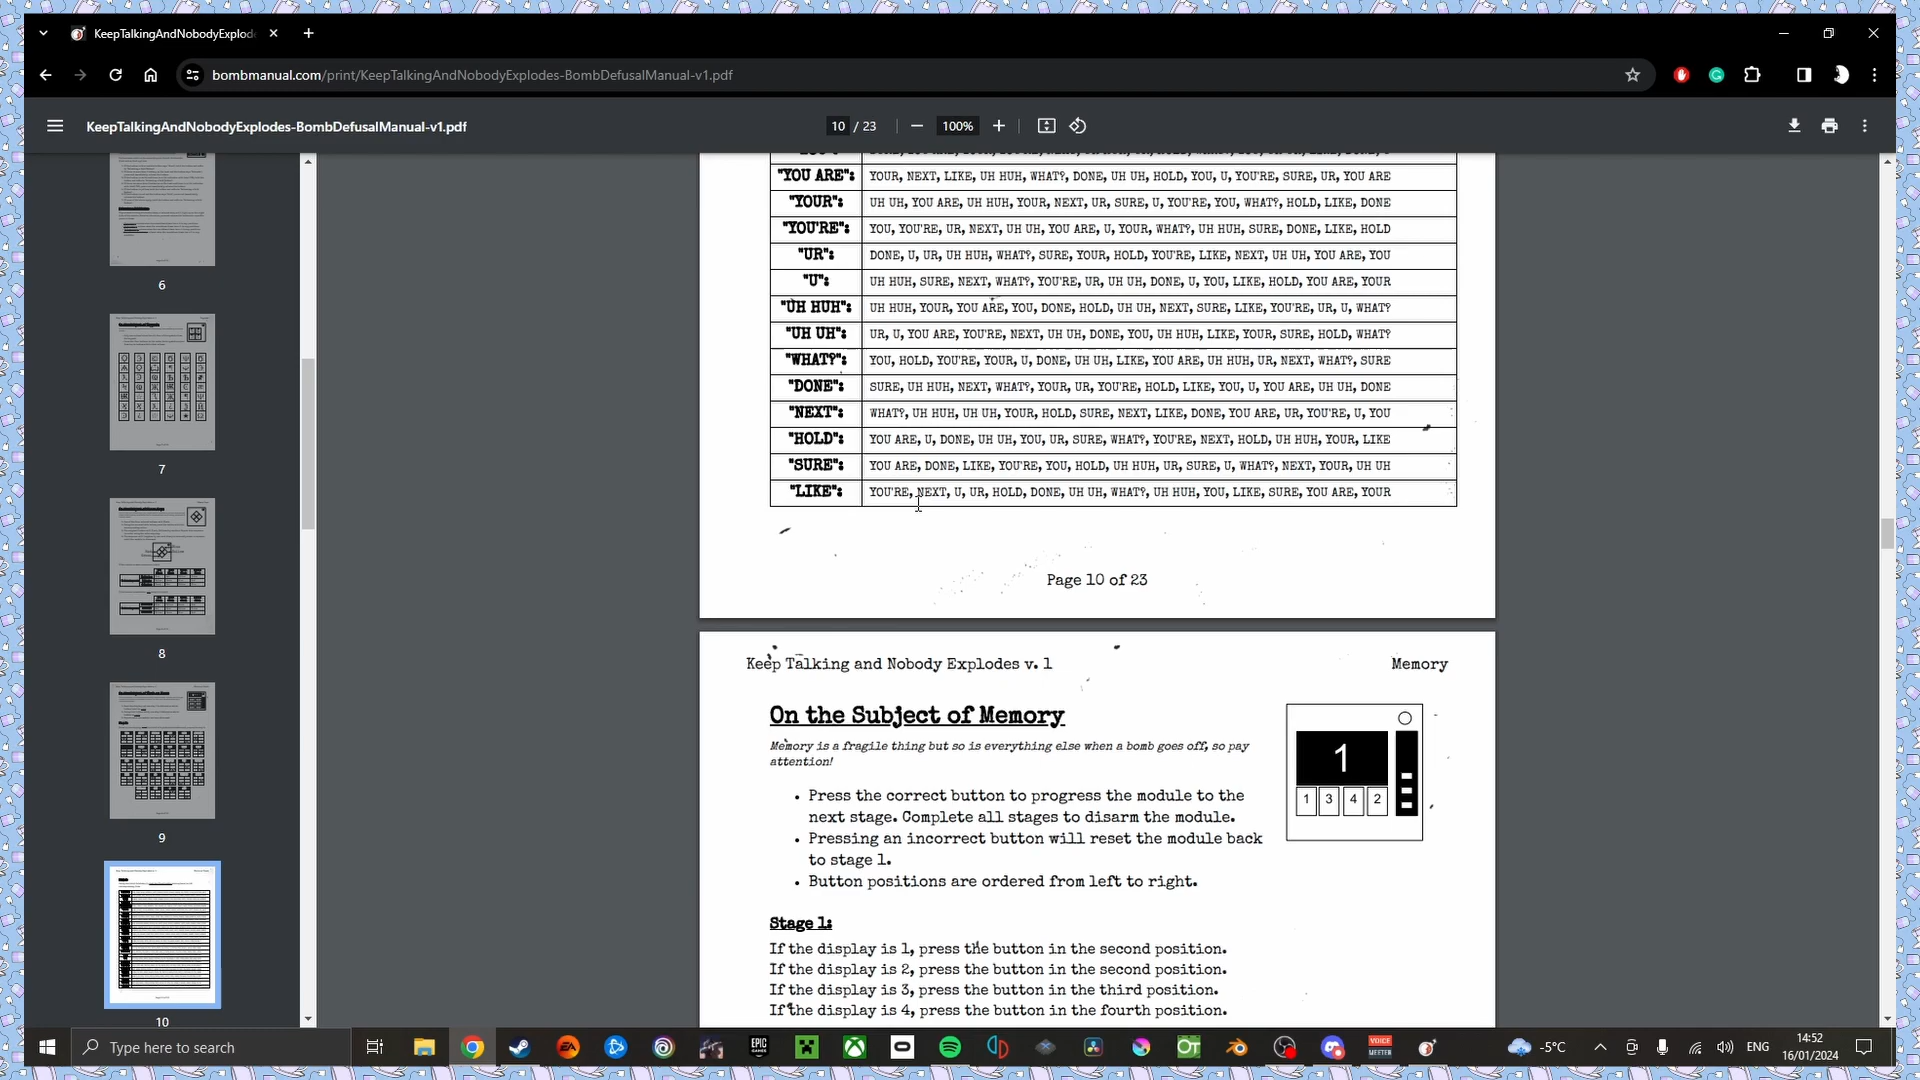 KeepTalkingAndNobodyExplode
bombmanual.com/print/KeepTalkingAndNobodyExplodes-BombDefusalManual-v1.pdf
KeepTalkingAndNobodyExplodes-BombDefusalManual-v1.pdf
10 / 23
100%
6
7
8
9
10
"YOU ARE": YOUR, NEXT, LIKE, UH HUH, WHAT?, DONE, UH UH, HOLD, YOU, U, YOU'RE, SURE, UR, YOU ARE
"YOUR": UH UH, YOU ARE, UH HUH, YOUR, NEXT, UR, SURE, U, YOU'RE, YOU, WHAT?, HOLD, LIKE, DONE
"YOU'RE": YOU, YOU'RE, UR, NEXT, UH UH, YOU ARE, U, YOUR, WHAT?, UH HUH, SURE, DONE, LIKE, HOLD
"UR": DONE, U, UR, UH HUH, WHAT?, SURE, YOUR, HOLD, YOU'RE, LIKE, NEXT, UH UH, YOU ARE, YOU
"U": UH HUH, SURE, NEXT, WHAT?, YOU'RE, UR, UH UH, DONE, U, YOU, LIKE, HOLD, YOU ARE, YOUR
"UH HUH": UH HUH, YOUR, YOU ARE, YOU, DONE, HOLD, UH UH, NEXT, SURE, LIKE, YOU'RE, UR, U, WHAT?
"UH UH": UR, U, YOU ARE, YOU'RE, NEXT, UH UH, DONE, YOU, UH HUH, LIKE, YOUR, SURE, HOLD, WHAT?
"WHAT?": YOU, HOLD, YOU'RE, YOUR, U, DONE, UH UH, LIKE, YOU ARE, UH HUH, UR, NEXT, WHAT?, SURE
"DONE": SURE, UH HUH, NEXT, WHAT?, YOUR, UR, YOU'RE, HOLD, LIKE, YOU, U, YOU ARE, UH UH, DONE
"NEXT": WHAT?, UH HUH, UH UH, YOUR, HOLD, SURE, NEXT, LIKE, DONE, YOU ARE, UR, YOU'RE, U, YOU
"HOLD": YOU ARE, U, DONE, UH UH, YOU, UR, SURE, WHAT?, YOU'RE, NEXT, HOLD, UH HUH, YOUR, LIKE
"SURE": YOU ARE, DONE, LIKE, YOU'RE, YOU, HOLD, UH HUH, UR, SURE, U, WHAT?, NEXT, YOUR, UH UH
"LIKE": YOU'RE, NEXT, U, UR, HOLD, DONE, UH UH, WHAT?, UH HUH, YOU, LIKE, SURE, YOU ARE, YOUR
Page 10 of 23
Keep Talking and Nobody Explodes v. 1 Memory
On the Subject of Memory
Memory is a fragile thing but so is everything else when a bomb goes off, so pay
attention!
• Press the correct button to progress the module to the
next stage. Complete all stages to disarm the module.
• Pressing an incorrect button will reset the module back
to stage 1.
• Button positions are ordered from left to right.
1
1 3 4 2
Stage 1:
If the display is 1, press the button in the second position.
If the display is 2, press the button in the second position.
If the display is 3, press the button in the third position.
If the display is 4, press the button in the fourth position.
Type here to search
EA
EPIC
GAMES
OT
VOICE
MEETER
-5°C
ENG
14:52
16/01/2024